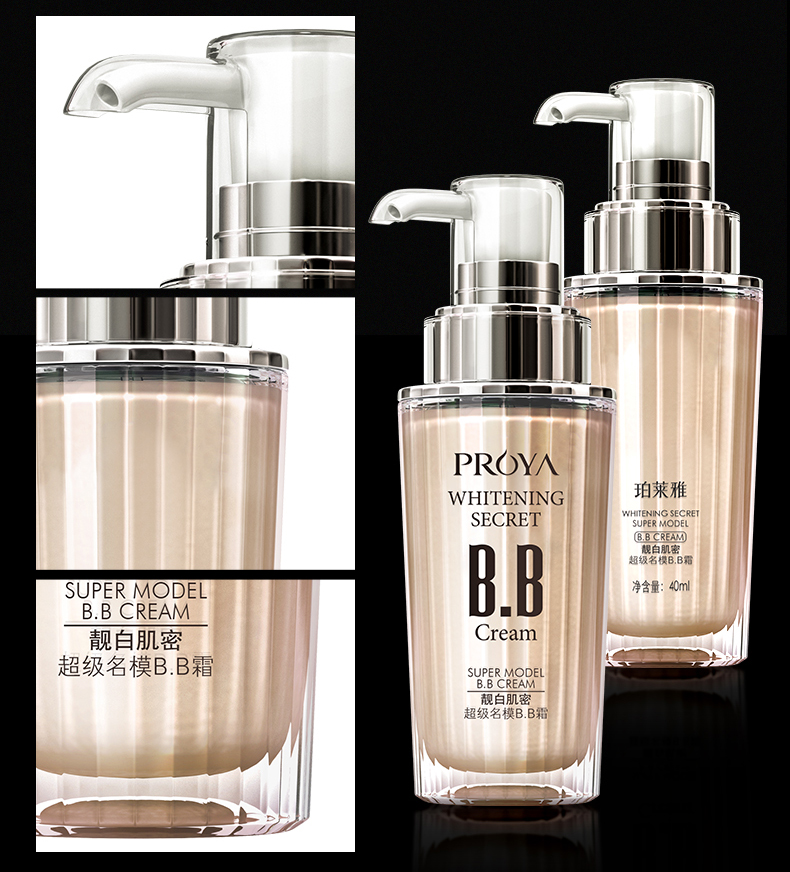 SUPER MODEL
B.B CREAM
靓白肌密
超级名模B.B霜
PROYA
WHITENING
SECRET
B.B
Cream
SUPER MODEL
B.B CREAM
靓白肌密
超级名模B.B霜
珀莱雅
WHITENING SECRET
SUPER MODEL
B.B CREAM
靓白肌密
超级名模B.B霜
净含量：40ml